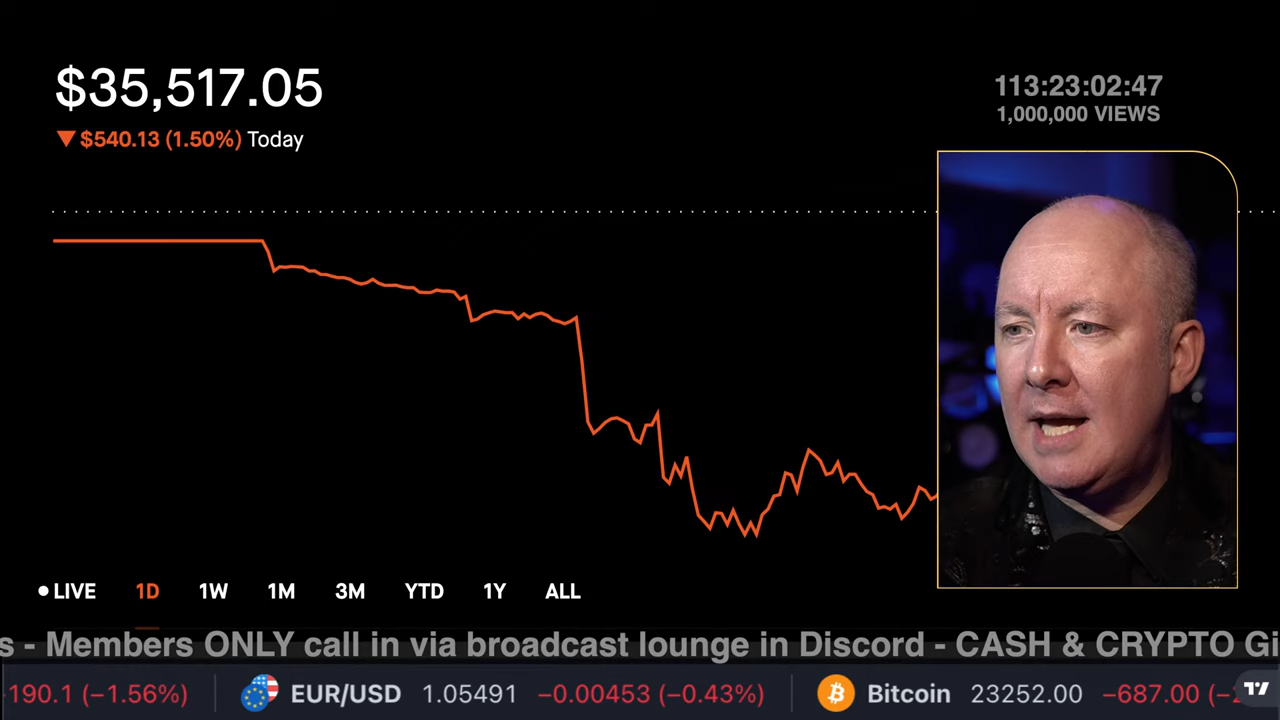 $35,517.05
▼$540.13 (1.50%) Today
113:23:02:47
1,000,000 VIEWS
LIVE 1D 1W 1M 3M YTD 1Y ALL
s - Members ONLY call in via broadcast lounge in Discord - CASH & CRYPTO Gi
190.1 (−1.56%) EUR/USD 1.05491 −0.00453 (−0.43%) Bitcoin 23252.00 −687.00 (−